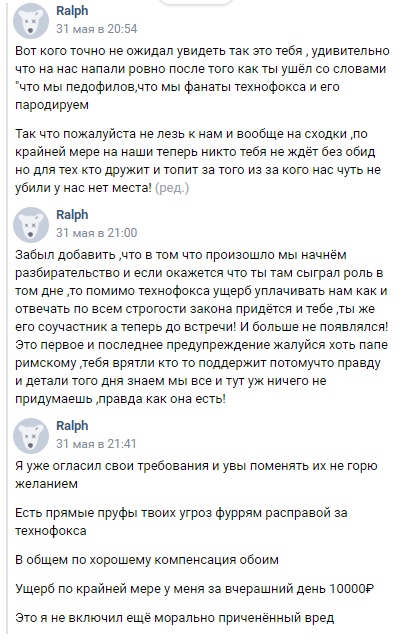 Ralph
31 мая в 20:54
Вот кого точно не ожидал увидеть так это тебя , удивительно
что на нас напали ровно после того как ты ушёл со словами
"что мы педофилов,что мы фанаты технофокса и его
пародируем
Так что пожалуйста не лезь к нам и вообще на сходки ,по
крайней мере на наши теперь никто тебя не ждёт без обид
но для тех кто дружит и топит за того из за кого нас чуть не
убили у нас нет места! (ред.)
Ralph
31 мая в 21:00
Забыл добавить ,что в том что произошло мы начнём
разбирательство и если окажется что ты там сыграл роль в
том дне ,то помимо технофокса ущерб уплачивать нам как и
отвечать по всем строгости закона придётся и тебе ,ты же
его соучастник а теперь до встречи! И больше не появлялся!
Это первое и последнее предупреждение жалуйся хоть папе
римскому ,тебя врятли кто то поддержит потомучто правду
и детали того дня знаем мы все и тут уж ничего не
придумаешь ,правда как она есть!
Ralph
31 мая в 21:41
Я уже огласил свои требования и увы поменять их не горю
желанием
Есть прямые пруфы твоих угроз фуррям расправой за
технофокса
В общем по хорошему компенсация обоим
Ущерб по крайней мере у меня за вчерашний день 10000₽
Это я не включил ещё морально приченённый вред